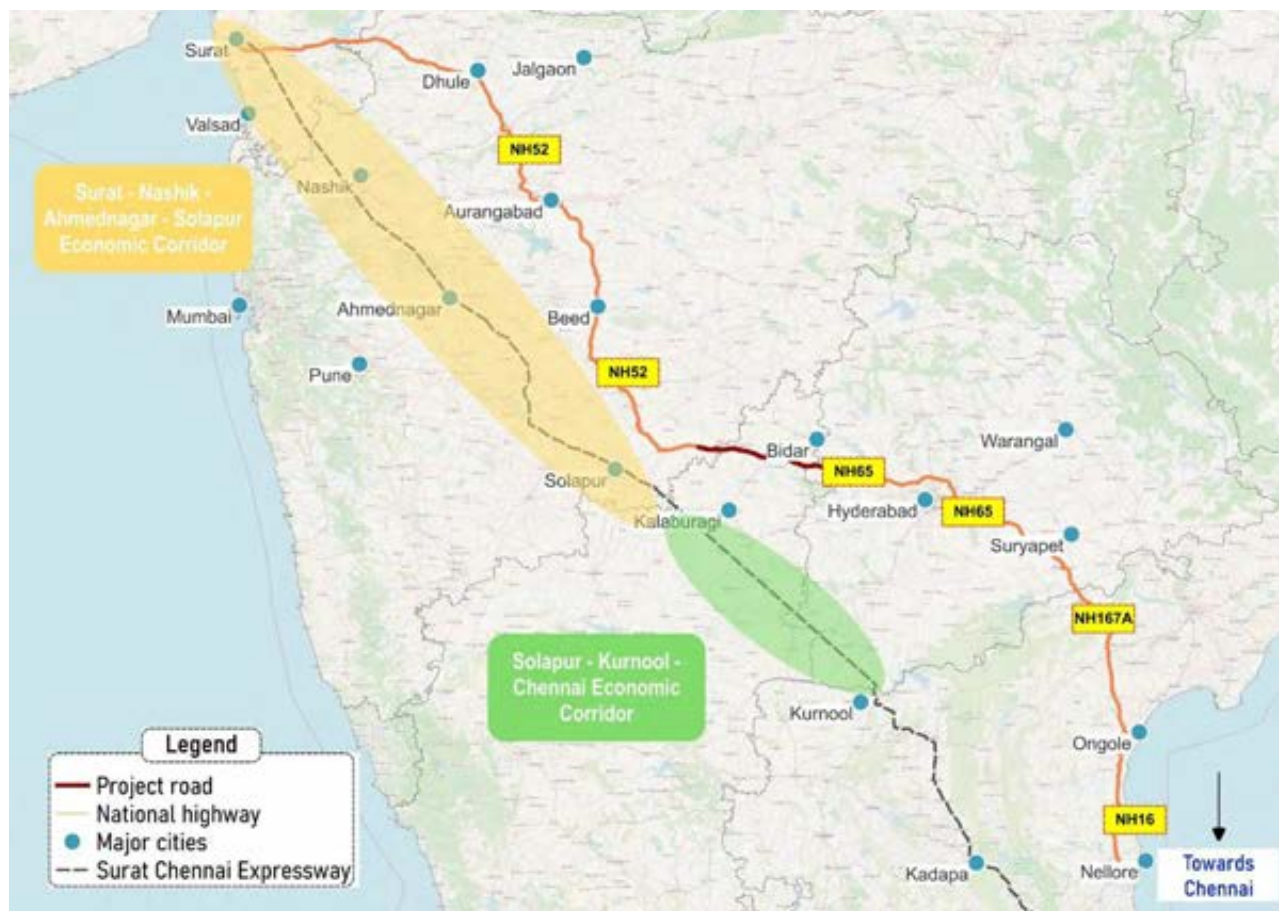 Surat
Dhule
Jalgaon
Valsad
NH52
Surat - Nashik -
Ahmednagar - Solapur
Economic Corridor
Nashik
Aurangabad
Mumbai
Ahmednagar
Beed
Pune
NH52
Bidar
Warangal
NH65
Solapur
Hyderabad
NH65
Kalaburagi
Suryapet
NH167A
Solapur - Kurnool -
Chennai Economic
Corridor
Kurnool
Ongole
Legend
Project road
National highway
Major cities
Surat Chennai Expressway
NH16
Kadapa
Nellore
Towards
Chennai